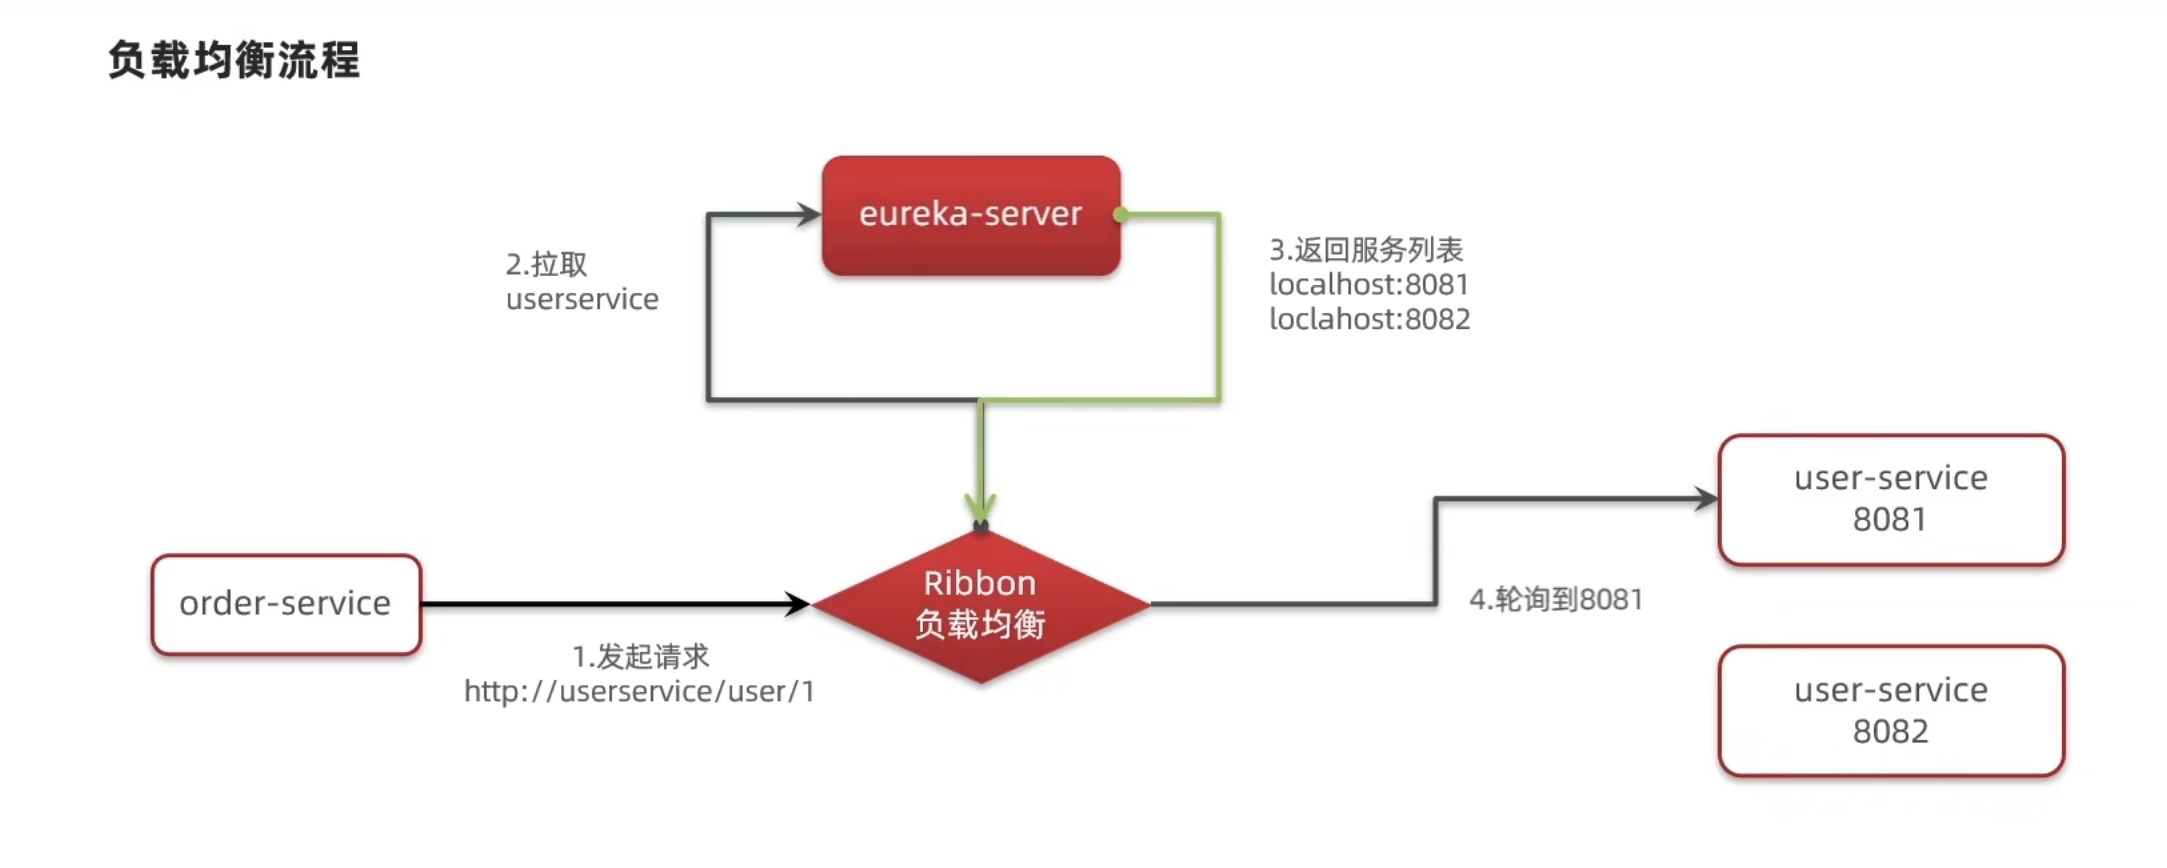 负载均衡流程
eureka-server
2.拉取
userservice
3.返回服务列表
localhost:8081
loclahost:8082
order-service
1.发起请求
http://userservice/user/1
Ribbon
负载均衡
4.轮询到8081
user-service
8081
user-service
8082